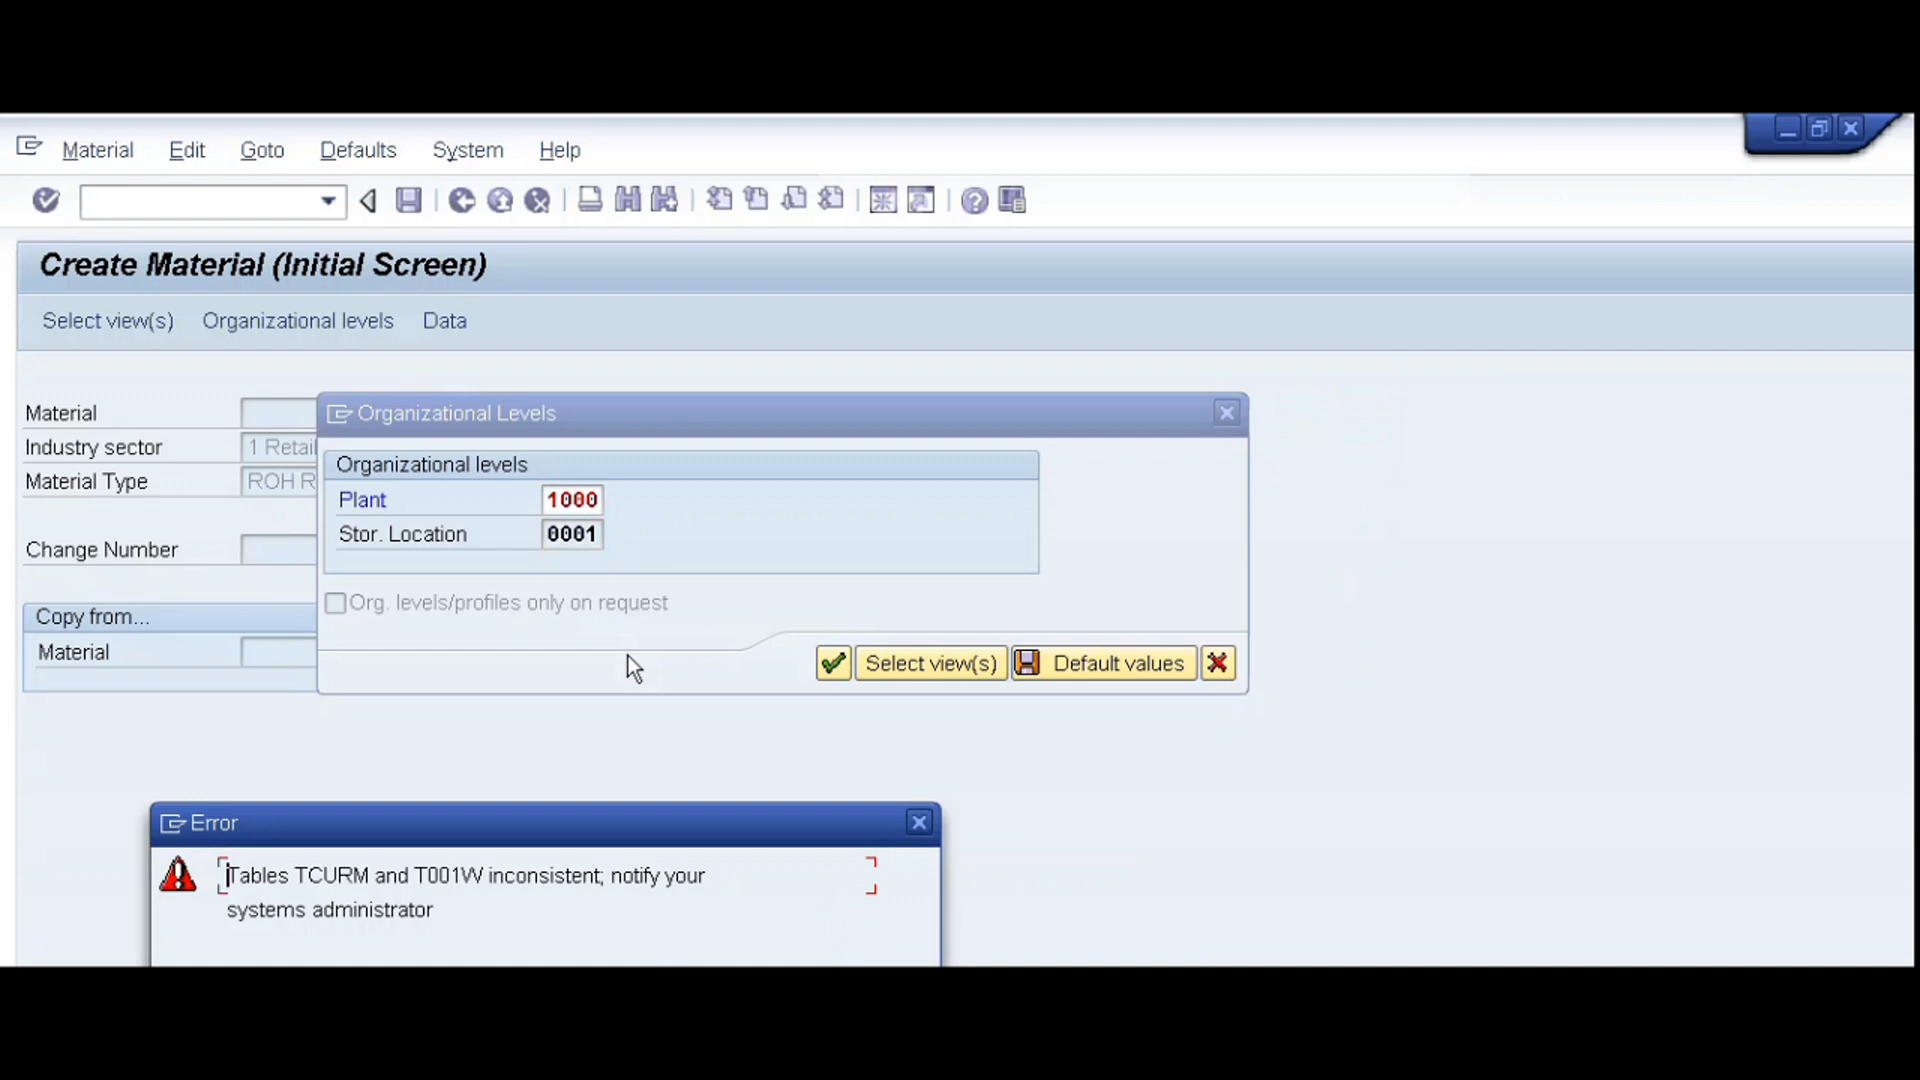 Material Edit Goto Defaults System Help
Create Material (Initial Screen)
Select view(s) Organizational levels Data
Material
Industry sector 1 Retail
Material Type ROH R
Change Number
Copy from...
Material
Organizational Levels
Organizational levels
Plant 1000
Stor. Location 0001
Org. levels/profiles only on request
Select view(s) Default values
Error
Tables TCURM and T001W inconsistent; notify your
systems administrator